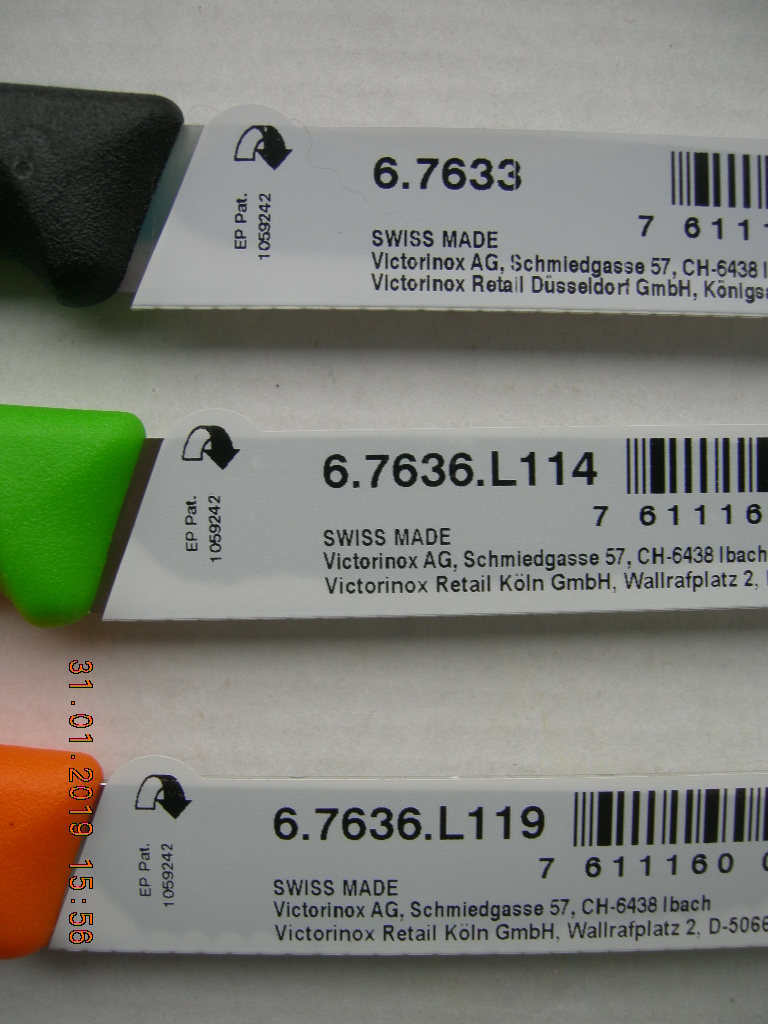 EP Pat.
1059242
6.7633
7 611
SWISS MADE
Victorinox AG, Schmiedgasse 57, CH-6438
Victorinox Retail Düsseldorf GmbH,
EP Pat.
1059242
6.7636.L114
7 61116
SWISS MADE
Victorinox AG, Schmiedgasse 57, CH-6438 Ibach
Victorinox Retail Köln GmbH, Wallrafplatz 2,
EP Pat.
1059242
6.7636.L119
7 611160
SWISS MADE
Victorinox AG, Schmiedgasse 57, CH-6438 Ibach
Victorinox Retail Köln GmbH, Wallrafplatz 2, D-5066
31.01.2019 15:56